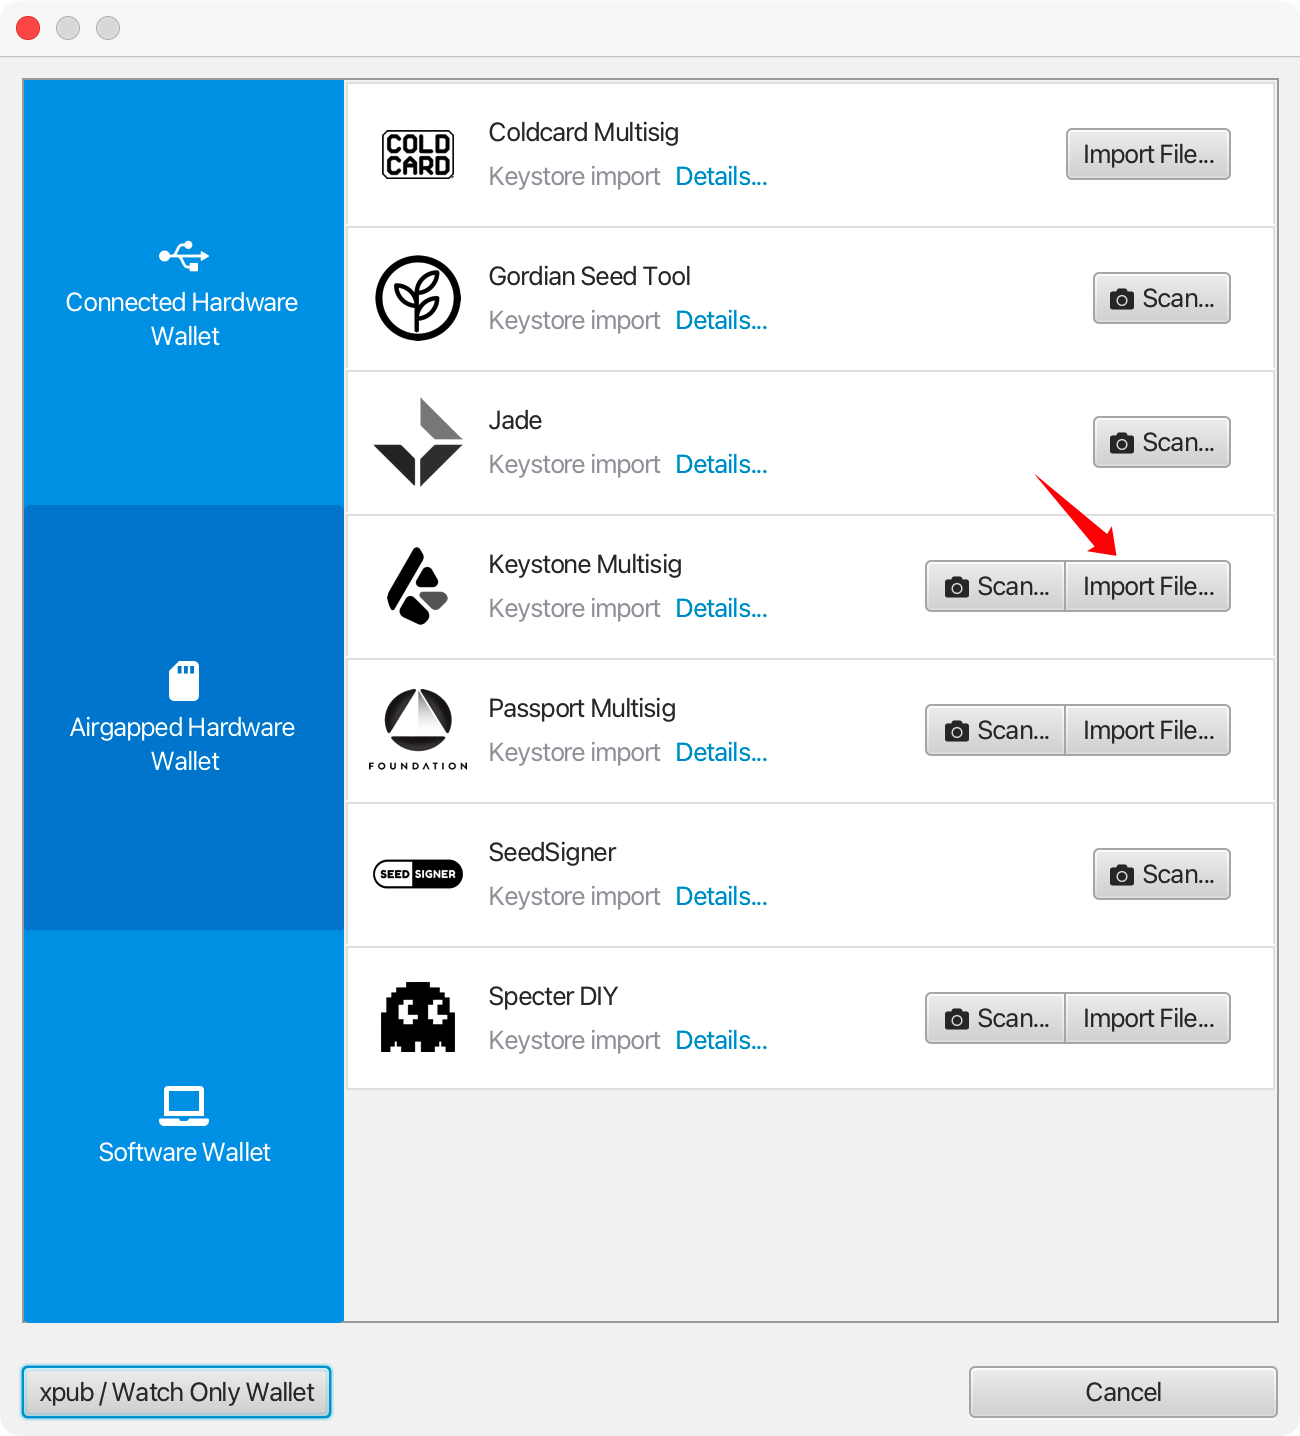 Connected Hardware
Wallet
Airgapped Hardware
Wallet
Software Wallet
COLD
CARD
Coldcard Multisig
Keystore import Details...
Import File...
Gordian Seed Tool
Keystore import Details...
Scan...
Jade
Keystore import Details...
Scan...
Keystone Multisig
Keystore import Details...
Scan... Import File...
FOUNDATION
Passport Multisig
Keystore import Details...
Scan... Import File...
SEED SIGNER
SeedSigner
Keystore import Details...
Scan...
Specter DIY
Keystore import Details...
Scan... Import File...
xpub / Watch Only Wallet
Cancel